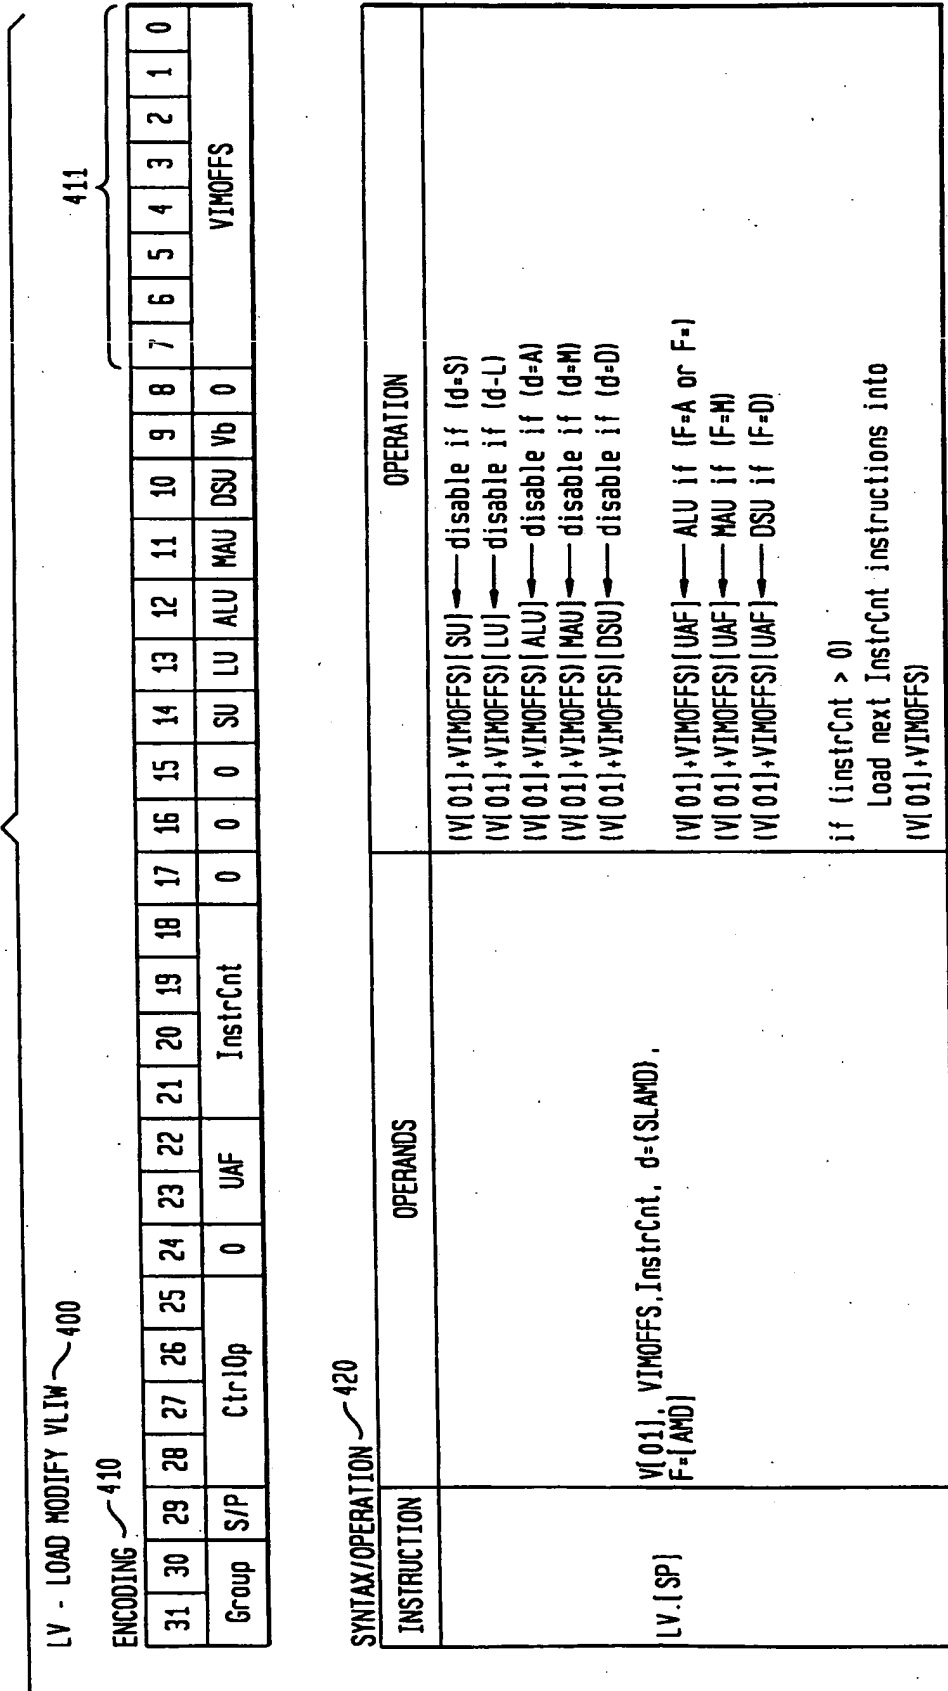 LV - LOAD MODIFY VLIW 400
ENCODING 410
411
31 30 29 28 27 26 25 24 23 22 21 20 19 18 17 16 15 14 13 12 11 10 9 8 7 6 5 4 3 2 1 0
Group S/P CtrlOp 0 UAF InstrCnt 0 0 0 SU LU ALU MAU DSU Vb 0 VIMOFFS
SYNTAX/OPERATION 420
INSTRUCTION OPERANDS OPERATION
LV.[SP]
V[01], VIMOFFS,InstrCnt, d={SLAMD},
F=[AMD]
(V[01]+VIMOFFS)[SU] ← disable if (d=S)
(V[01]+VIMOFFS)[LU] ← disable if (d-L)
(V[01]+VIMOFFS)[ALU] ← disable if (d=A)
(V[01]+VIMOFFS)[MAU] ← disable if (d=M)
(V[01]+VIMOFFS)[DSU] ← disable if (d=D)
(V[01]+VIMOFFS)[UAF] ← ALU if (F=A or F=)
(V[01]+VIMOFFS)[UAF] ← MAU if (F=M)
(V[01]+VIMOFFS)[UAF] ← DSU if (F=D)
if (instrCnt > 0)
Load next InstrCnt instructions into
(V[01]+VIMOFFS)